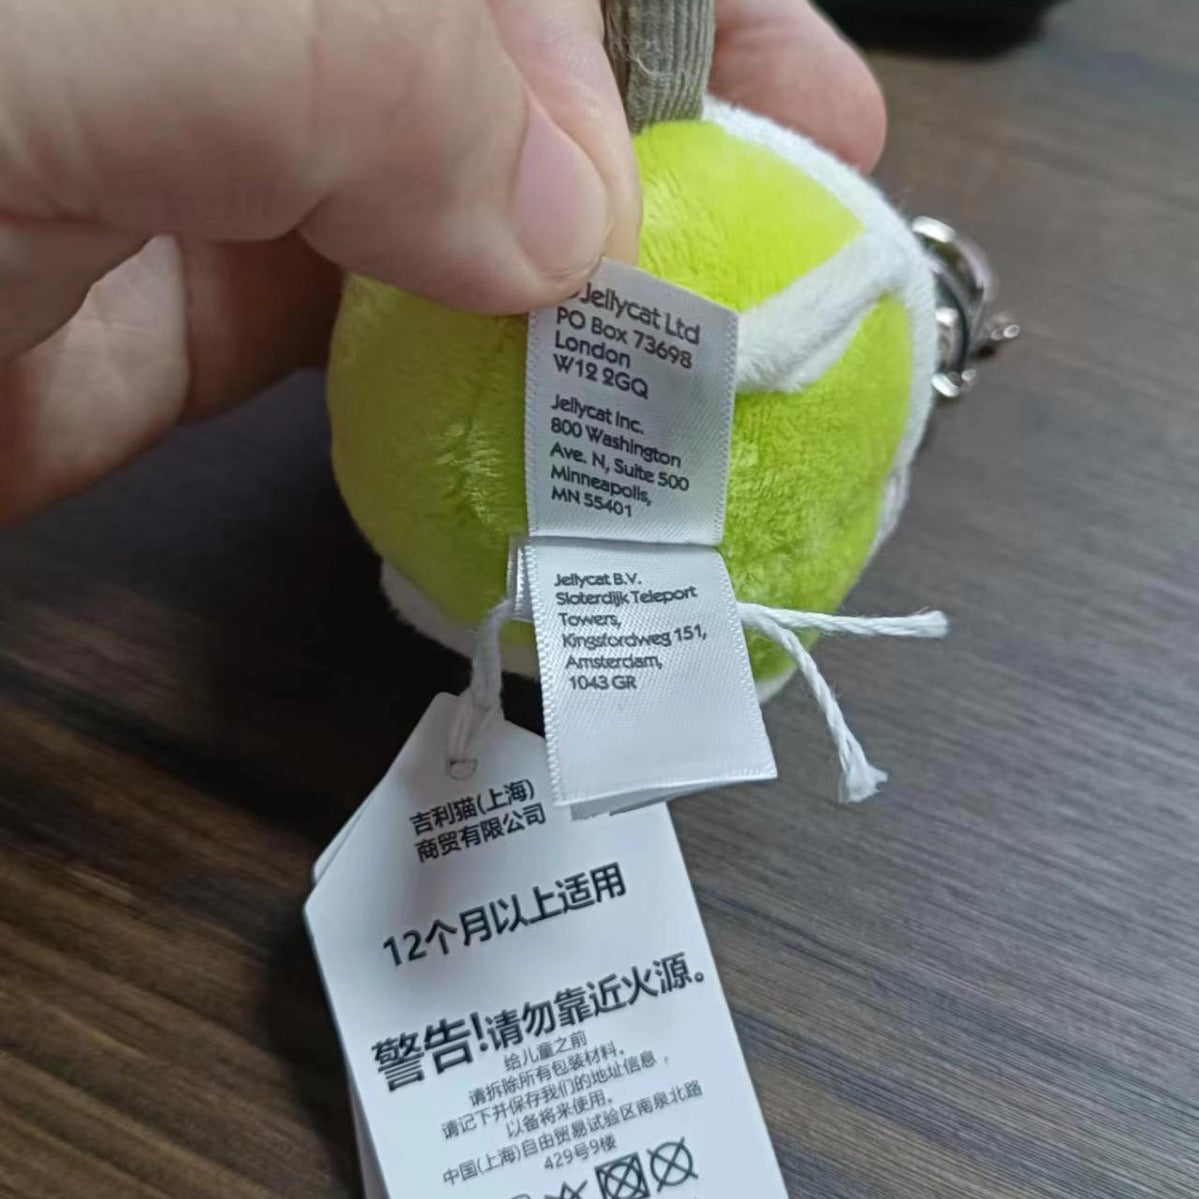 Jellycat Ltd
PO Box 73698
London
W12 2GQ
Jellycat Inc.
800 Washington
Ave. N, Suite 500
Minneapolis,
MN 55401
Jellycat B.V.
Sloterdijk Teleport
Towers,
Kingsfordweg 151,
Amsterdam,
1043 GR
吉利猫(上海)
商贸有限公司
12个月以上适用
警告!请勿靠近火源。
给儿童之前
请拆除所有包装材料。
请记下并保存我们的地址信息，
以备将来使用。
中国(上海)自由贸易试验区南泉北路
429号9楼